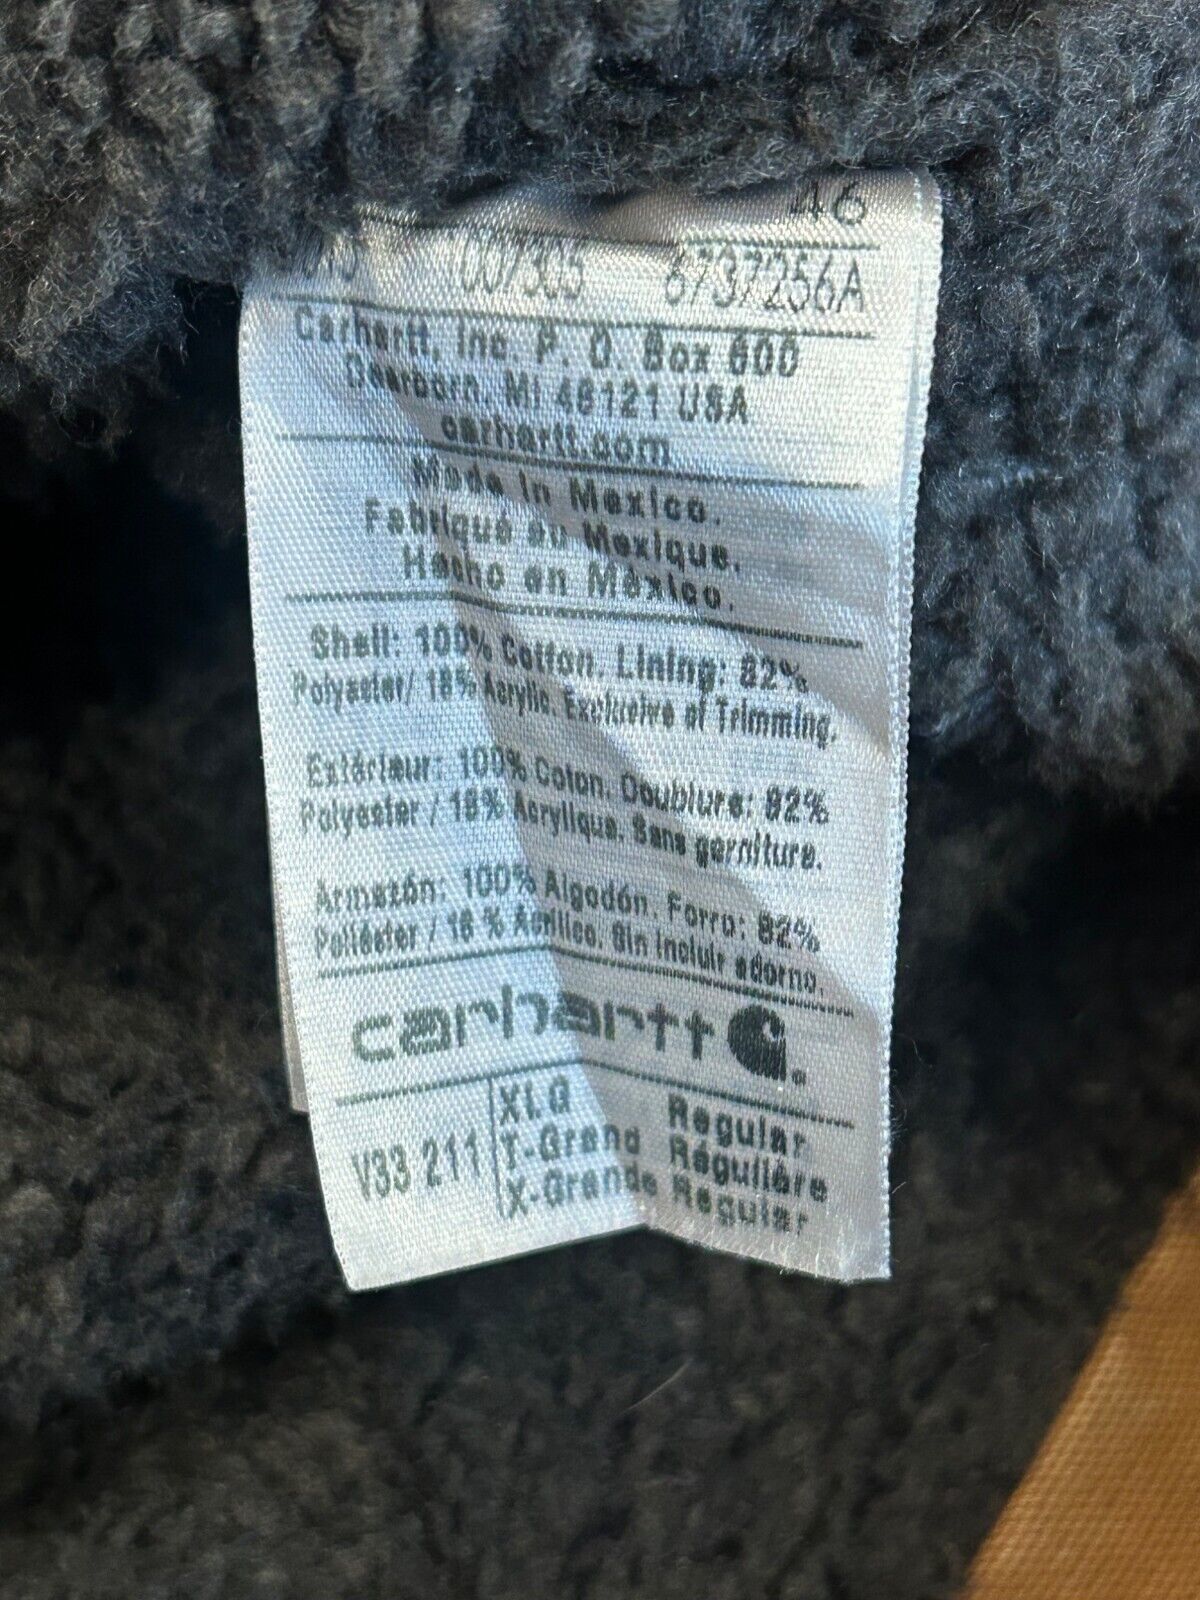 46
007305 6737256A
Carhartt, Inc. P. O. Box 600
Dearborn, MI 48121 USA
carhartt.com
Made in Mexico.
Fabriqué au Mexique.
Hecho en México.
Shell: 100% Cotton. Lining: 82%
Polyester/ 18% Acrylic. Exclusive of Trimming.
Extérieur: 100% Coton. Doublure: 82%
Polyester / 18% Acrylique. Sans garniture.
Armazón: 100% Algodón. Forro: 82%
Poliéster / 18 % Acrílico. Sin incluir adorno.
carhartt
V33 211 XLG Regular
T-Grand Régulière
X-Grande Regular